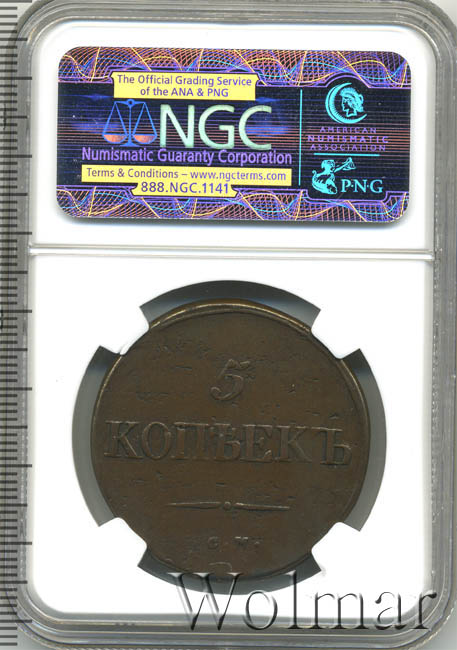 The Official Grading Service
of the ANA & PNG
NGC
Numismatic Guaranty Corporation
Terms & Conditions – www.ngcterms.com
888.NGC.1141
AMERICAN
NUMISMATIC
ASSOCIATION
P·N·G
5
КОПѢЕКЪ
С.М.
Wolmar